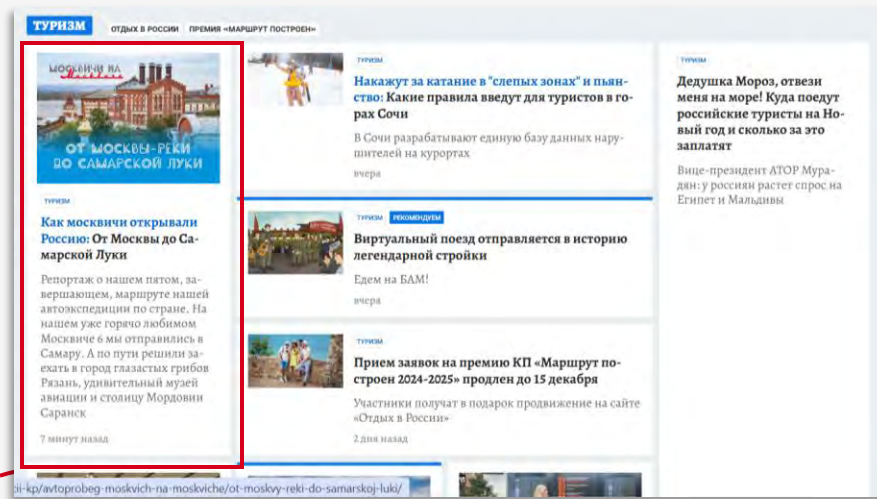 ТУРИЗМ
ОТДЫХ В РОССИИ ПРЕМИЯ «МАРШРУТ ПОСТРОЕН»
МОСКВИЧИ НА
Москвиче
ОТ МОСКВЫ-РЕКИ
ДО САМАРСКОЙ ЛУКИ
ТУРИЗМ
Как москвичи открывали
Россию: От Москвы до Са-
марской Луки
Репортаж о нашем пятом, за-
вершающем, маршруте нашей
автоэкспедиции по стране. На
нашем уже горячо любимом
Москвиче 6 мы отправились в
Самару. А по пути решили за-
ехать в город глазастых грибов
Рязань, удивительный музей
авиации и столицу Мордовии
Саранск
7 минут назад
ТУРИЗМ
Накажут за катание в "слепых зонах" и пьян-
ство: Какие правила введут для туристов в го-
рах Сочи
В Сочи разрабатывают единую базу данных нару-
шителей на курортах
вчера
ТУРИЗМ РЕКОМЕНДУЕМ
Виртуальный поезд отправляется в историю
легендарной стройки
Едем на БАМ!
вчера
ТУРИЗМ
Прием заявок на премию КП «Маршрут по-
строен 2024-2025» продлен до 15 декабря
Участники получат в подарок продвижение на сайте
«Отдых в России»
2 дня назад
ТУРИЗМ
Дедушка Мороз, отвези
меня на море! Куда поедут
российские туристы на Но-
вый год и сколько за это
заплатят
Вице-президент АТОР Мура-
дян: у россиян растет спрос на
Египет и Мальдивы
ii-kp/avtoprobeg-moskvich-na-moskviche/ot-moskvy-reki-do-samarskoj-luki/